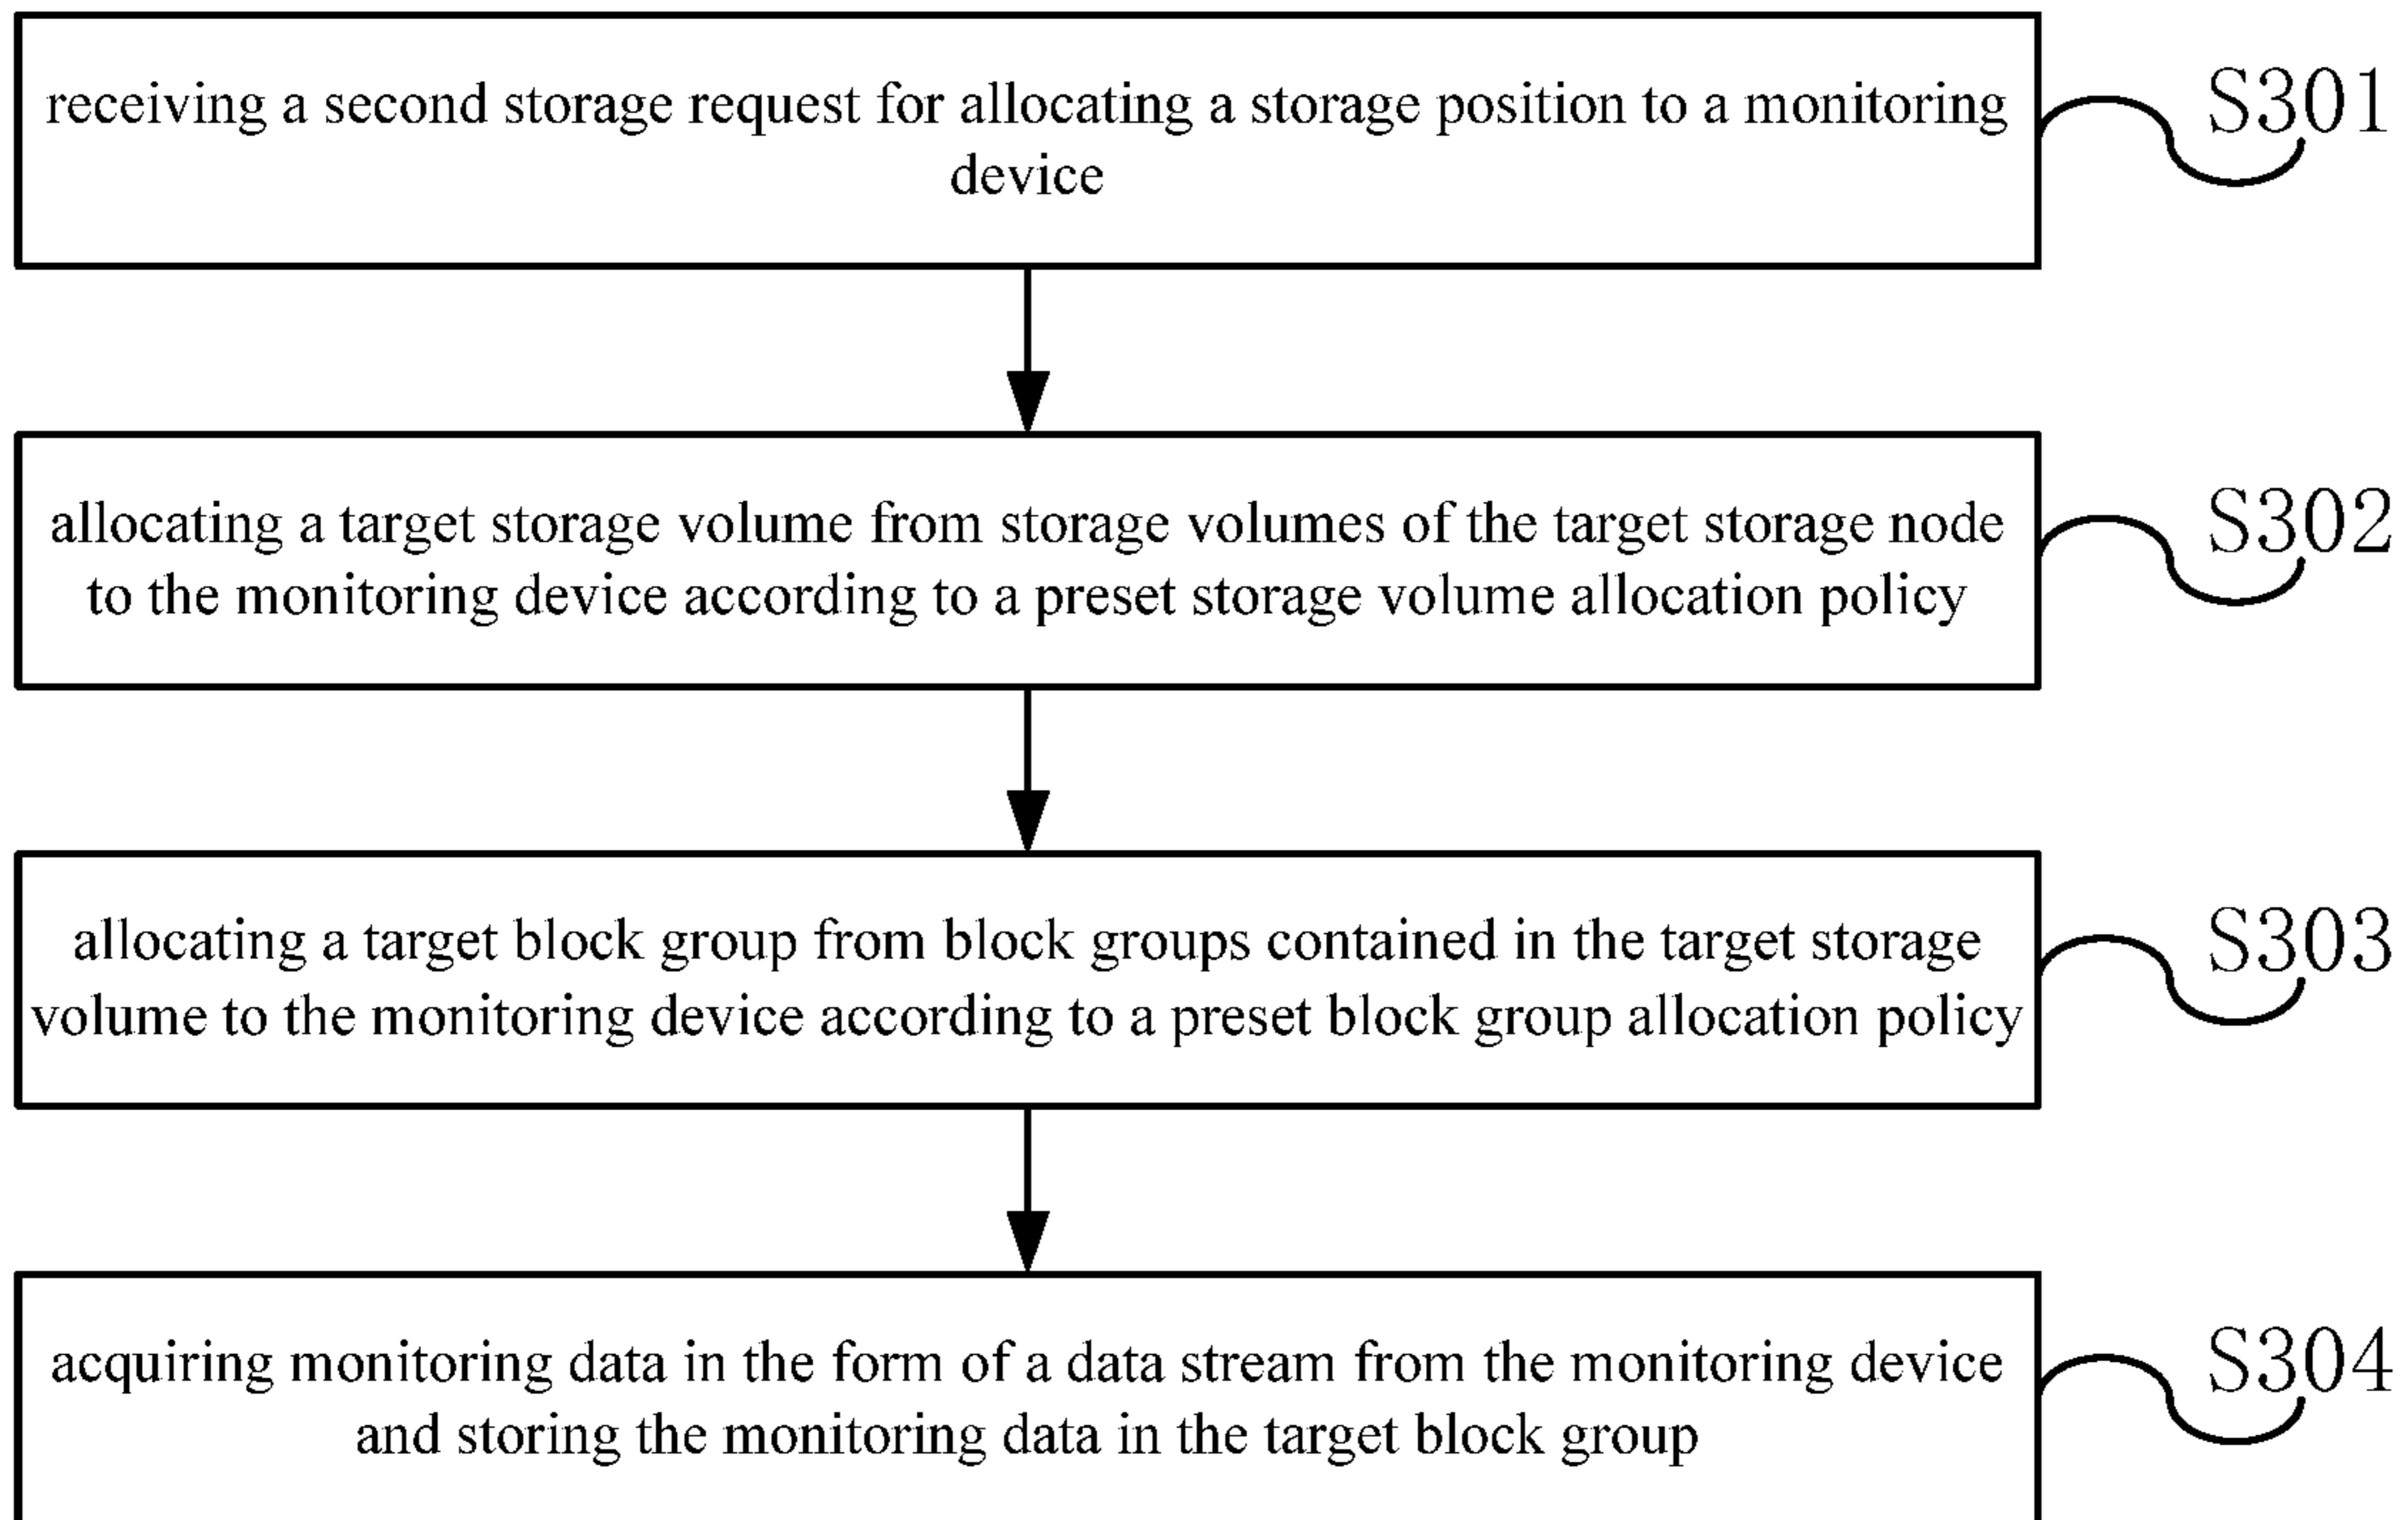 receiving a second storage request for allocating a storage position to a monitoring
device
S301
allocating a target storage volume from storage volumes of the target storage node
to the monitoring device according to a preset storage volume allocation policy
S302
allocating a target block group from block groups contained in the target storage
volume to the monitoring device according to a preset block group allocation policy
S303
acquiring monitoring data in the form of a data stream from the monitoring device
and storing the monitoring data in the target block group
S304